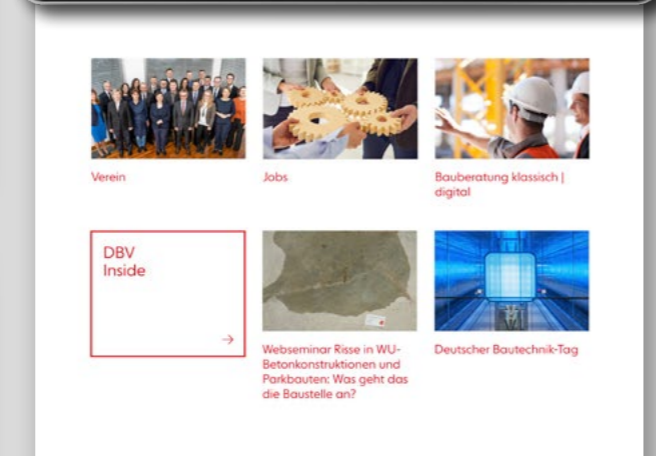 Verein
Jobs
Bauberatung klassisch |
digital
DBV
Inside
Webseminar Risse in WU-
Betonkonstruktionen und
Parkbauten: Was geht das
die Baustelle an?
Deutscher Bautechnik-Tag